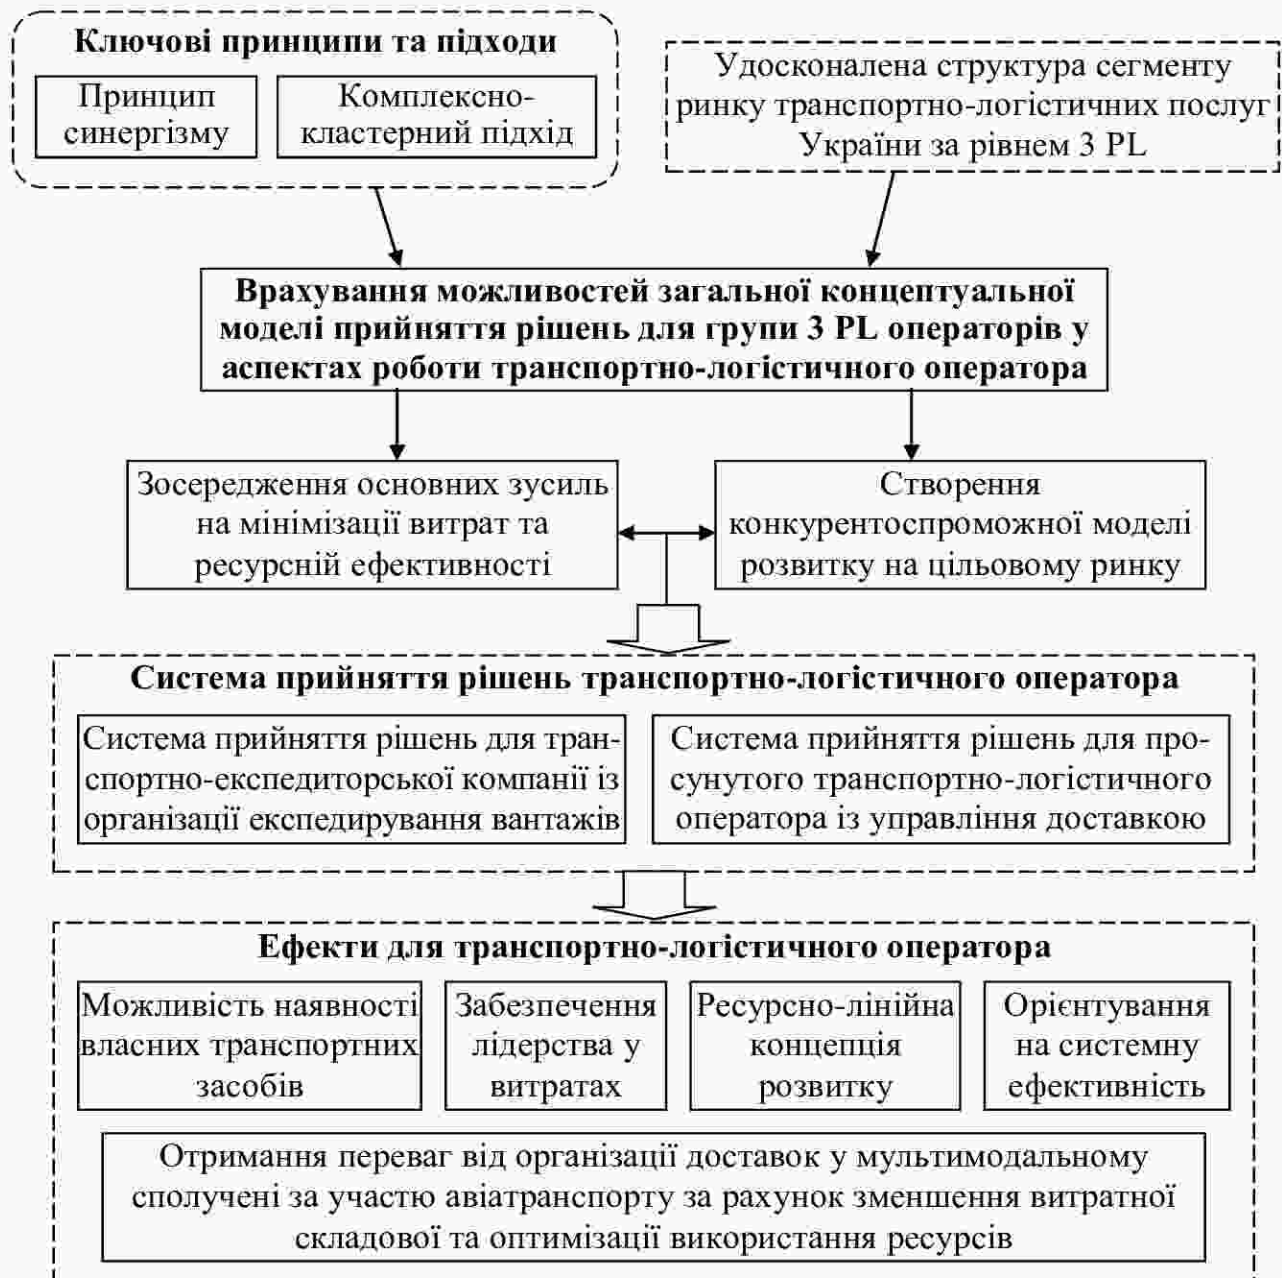 Ключові принципи та підходи
Принцип
синергізму
Комплексно-
кластерний підхід
Удосконалена структура сегменту
ринку транспортно-логістичних послуг
України за рівнем 3 PL
Врахування можливостей загальної концептуальної
моделі прийняття рішень для групи 3 PL операторів у
аспектах роботи транспортно-логістичного оператора
Зосередження основних зусиль
на мінімізації витрат та
ресурсній ефективності
Створення
конкурентоспроможної моделі
розвитку на цільовому ринку
Система прийняття рішень транспортно-логістичного оператора
Система прийняття рішень для тран-
спортно-експедиторської компанії із
організації експедирування вантажів
Система прийняття рішень для про-
сунутого транспортно-логістичного
оператора із управління доставкою
Ефекти для транспортно-логістичного оператора
Можливість наявності
власних транспортних
засобів
Забезпечення
лідерства у
витратах
Ресурсно-лінійна
концепція
розвитку
Орієнтування
на системну
ефективність
Отримання переваг від організації доставок у мультимодальному
сполучені за участю авіатранспорту за рахунок зменшення витратної
складової та оптимізації використання ресурсів